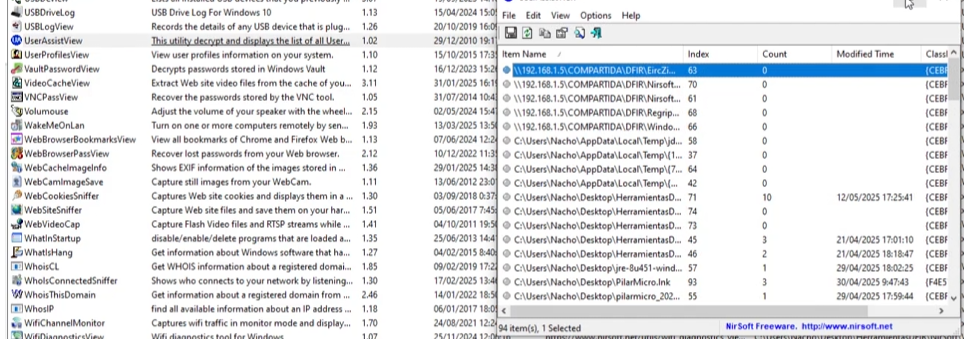 USBDriveLog USB Drive Log For Windows 10 1.13 15/04/2024 15:05
USBLogView Records the details of any USB device that is plug... 1.26 20/10/2019 16:09
UserAssistView This utility decrypt and displays the list of all User... 1.02 29/12/2010 19:1
UserProfilesView View user profiles information on your system. 1.10 15/10/2015 17:3
VaultPasswordView Decrypts passwords stored in Windows Vault 1.12 16/12/2023 15:2
VideoCacheView Extract Web site video files from the cache of you... 3.11 31/01/2025 16:1
VNCPassView Recover the passwords stored by the VNC tool. 1.05 31/07/2014 10:4
Volumouse Adjust the volume of your speaker with the wheel... 2.15 02/05/2024 15:4
WakeMeOnLan Turn on one or more computers remotely by sen... 1.93 13/03/2025 13:5
WebBrowserBookmarksView View all bookmarks of Chrome and Firefox Web b... 1.13 07/06/2024 12:2
WebBrowserPassView Recover lost passwords from your Web browser. 2.12 10/12/2022 11:3
WebCacheImageInfo Shows EXIF information of the images stored in ... 1.36 29/01/2025 14:3
WebCamImageSave Capture still images from your WebCam. 1.11 13/06/2012 23:0
WebCookiesSniffer Captures Web site cookies and displays them in a ... 1.30 03/09/2018 0:37
WebSiteSniffer Capture Web site files and save them on your har... 1.51 05/06/2017 7:45
WebVideoCap Capture Flash Video files and RTSP streams while ... 1.41 04/10/2011 19:5
WhatInStartup disable/enable/delete programs that are loaded a... 1.35 25/06/2013 14:4
WhatIsHang Get information about Windows software that ha... 1.27 04/02/2015 8:40
WhoisCL Get WHOIS information about a registered domai... 1.85 09/02/2019 17:2
WhoIsConnectedSniffer Shows who connects to your network by listening... 1.30 17/02/2025 13:4
WhoisThisDomain Get information about a registered domain from ... 2.46 14/01/2022 18:5
WhosIP find all available information about an IP address ... 1.18 06/01/2017 18:0
WifiChannelMonitor Captures wifi traffic in monitor mode and display... 1.70 24/08/2021 12:2
WifiDiagnosticsView Wifi diagnostics tool for Windows 1.07
File Edit View Options Help
Item Name / Index Count Modified Time ClassI
\\192.168.1.5\COMPARTIDA\DFIR\EircZi... 63 0 {CEBF
\\192.168.1.5\COMPARTIDA\DFIR\Nirsoft... 70 0 {CEBF
\\192.168.1.5\COMPARTIDA\DFIR\Nirsoft... 61 0 {CEBF
\\192.168.1.5\COMPARTIDA\DFIR\Regrip... 68 0 {CEBF
\\192.168.1.5\COMPARTIDA\DFIR\Windo... 66 0 {CEBF
C:\Users\Nacho\AppData\Local\Temp\jd... 58 0 {CEBF
C:\Users\Nacho\AppData\Local\Temp\{1... 37 0 {CEBF
C:\Users\Nacho\AppData\Local\Temp\{7... 64 0 {CEBF
C:\Users\Nacho\AppData\Local\Temp\{... 42 0 {CEBF
C:\Users\Nacho\Desktop\HerramientasD... 71 10 12/05/2025 17:25:41 {CEBF
C:\Users\Nacho\Desktop\HerramientasD... 74 0 {CEBF
C:\Users\Nacho\Desktop\HerramientasD... 73 0 {CEBF
C:\Users\Nacho\Desktop\HerramientasD... 45 3 21/04/2025 17:01:10 {CEBF
C:\Users\Nacho\Desktop\HerramientasD... 46 2 21/04/2025 18:18:47 {CEBF
C:\Users\Nacho\Desktop\jre-8u451-wind... 57 1 29/04/2025 18:02:25 {CEBF
C:\Users\Nacho\Desktop\PilarMicro.lnk 93 3 30/04/2025 9:47:43 {F4E5
C:\Users\Nacho\Desktop\pilarmicro_202... 55 1 29/04/2025 17:59:44 {CEBF
94 item(s), 1 Selected NirSoft Freeware. http://www.nirsoft.net